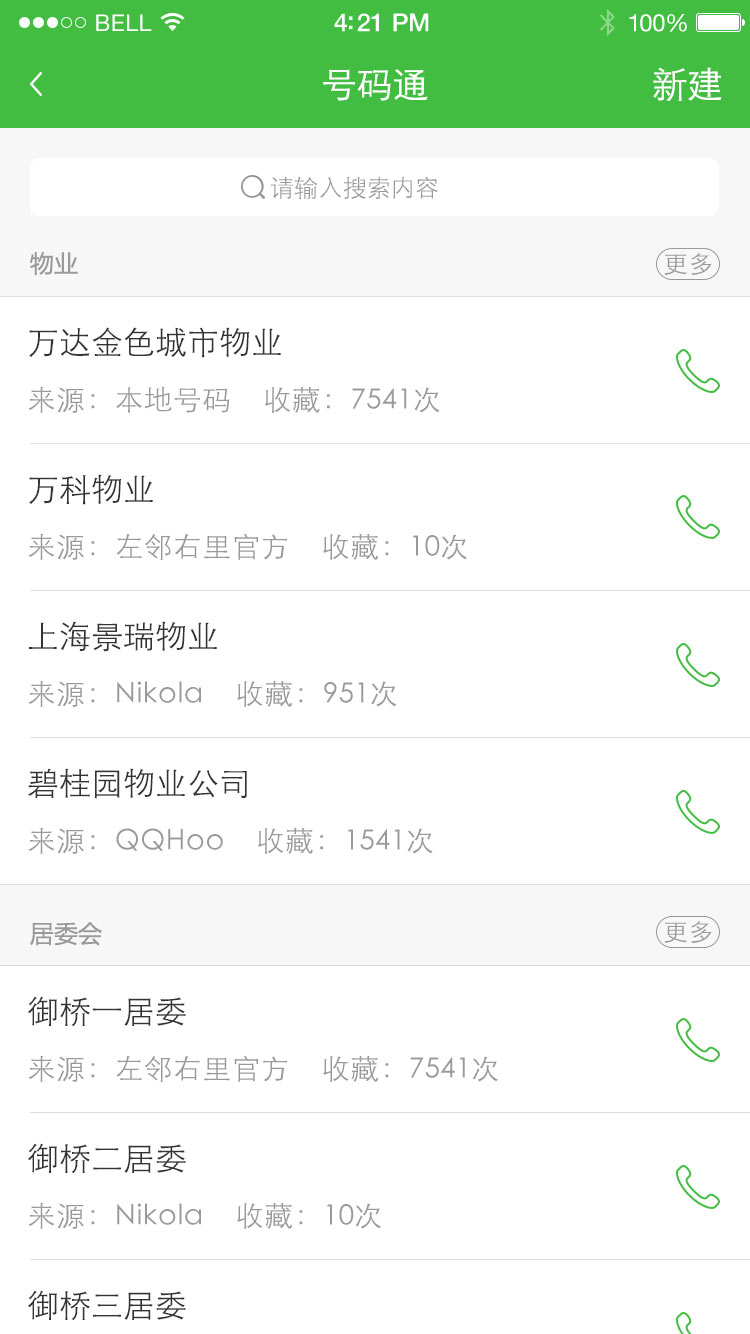 BELL 4:21 PM 100%
号码通 新建
请输入搜索内容
物业 更多
万达金色城市物业
来源：本地号码 收藏：7541次
万科物业
来源：左邻右里官方 收藏：10次
上海景瑞物业
来源：Nikola 收藏：951次
碧桂园物业公司
来源：QQHoo 收藏：1541次
居委会 更多
御桥一居委
来源：左邻右里官方 收藏：7541次
御桥二居委
来源：Nikola 收藏：10次
御桥三居委